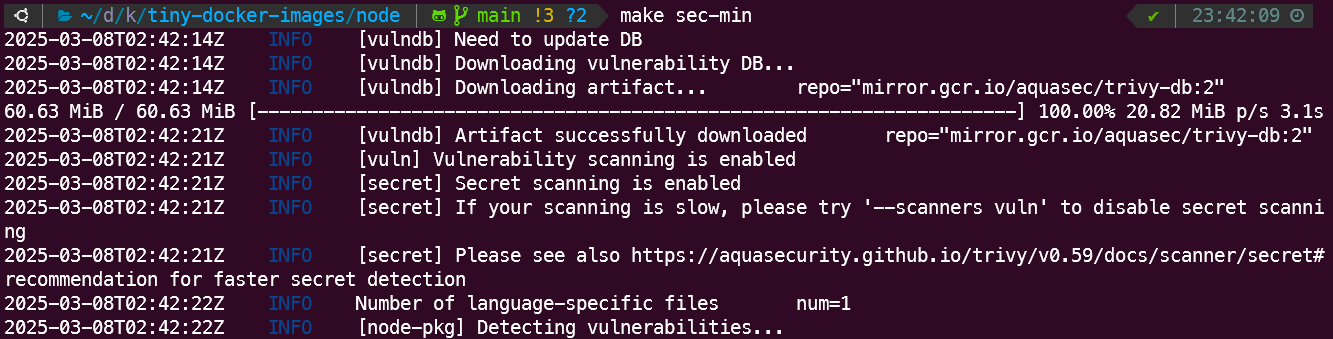 ~/d/k/tiny-docker-images/node main !3 ?2 make sec-min ✔ 23:42:09
2025-03-08T02:42:14Z INFO [vulndb] Need to update DB
2025-03-08T02:42:14Z INFO [vulndb] Downloading vulnerability DB...
2025-03-08T02:42:14Z INFO [vulndb] Downloading artifact... repo="mirror.gcr.io/aquasec/trivy-db:2"
60.63 MiB / 60.63 MiB [----------------------------------------------------------------------] 100.00% 20.82 MiB p/s 3.1s
2025-03-08T02:42:21Z INFO [vulndb] Artifact successfully downloaded repo="mirror.gcr.io/aquasec/trivy-db:2"
2025-03-08T02:42:21Z INFO [vuln] Vulnerability scanning is enabled
2025-03-08T02:42:21Z INFO [secret] Secret scanning is enabled
2025-03-08T02:42:21Z INFO [secret] If your scanning is slow, please try '--scanners vuln' to disable secret scanni
ng
2025-03-08T02:42:21Z INFO [secret] Please see also https://aquasecurity.github.io/trivy/v0.59/docs/scanner/secret#
recommendation for faster secret detection
2025-03-08T02:42:22Z INFO Number of language-specific files num=1
2025-03-08T02:42:22Z INFO [node-pkg] Detecting vulnerabilities...